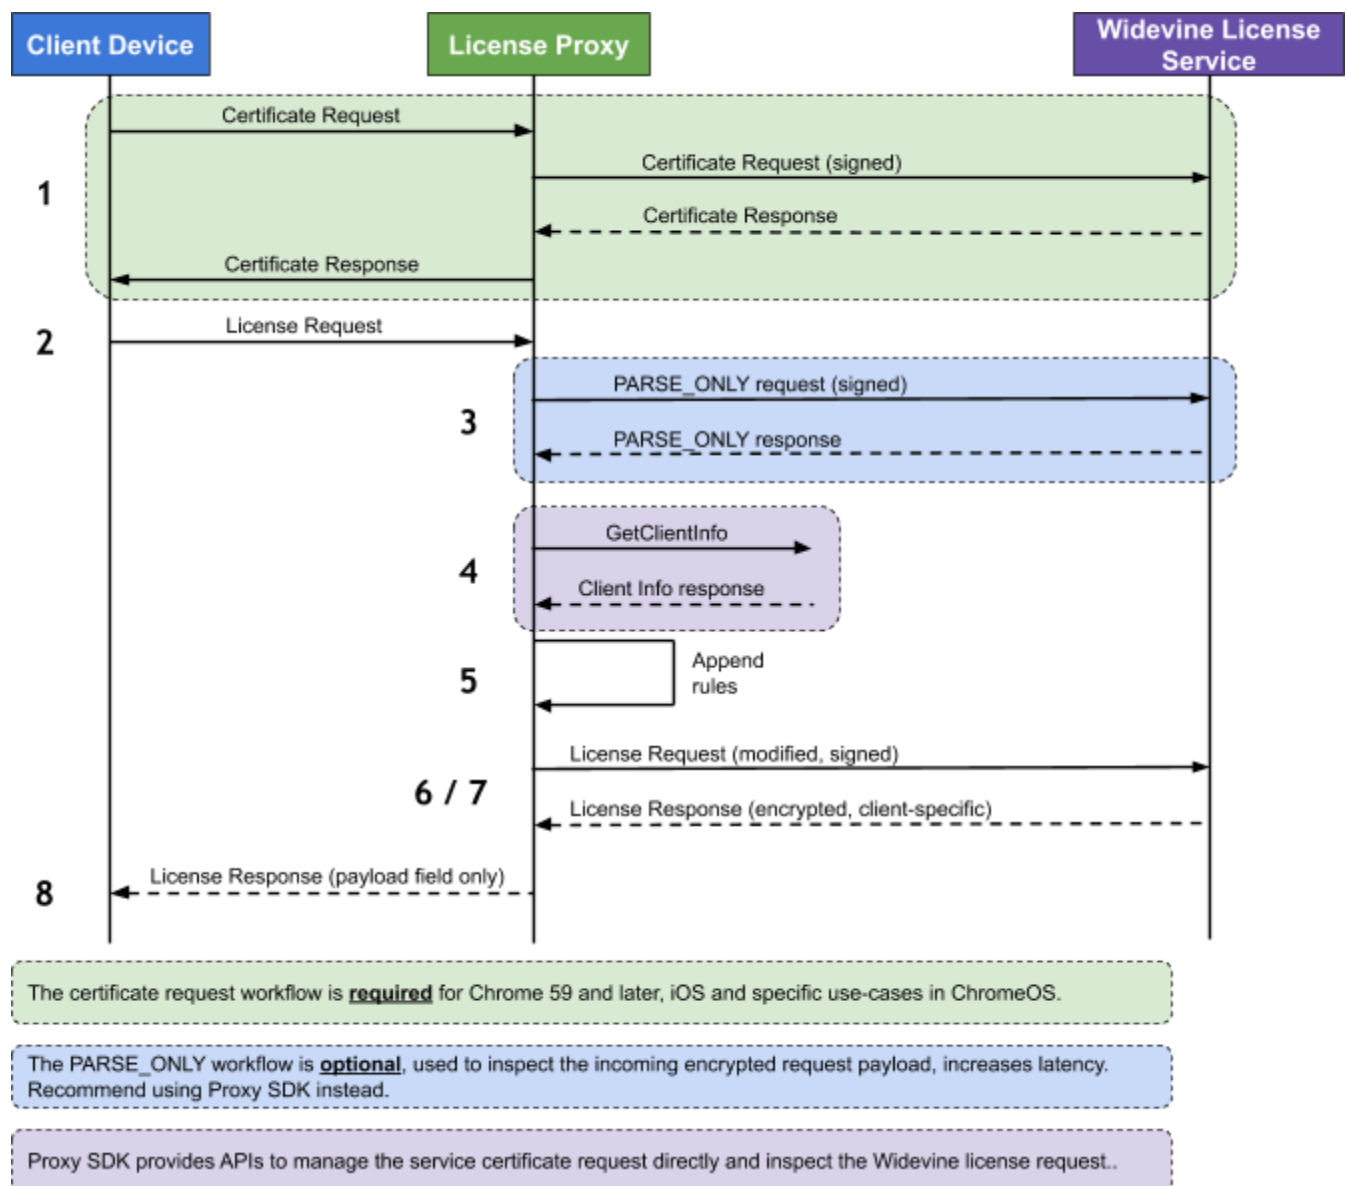 Client Device
License Proxy
Widevine License
Service
Certificate Request
Certificate Request (signed)
1
Certificate Response
Certificate Response
2
License Request
PARSE_ONLY request (signed)
3
PARSE_ONLY response
GetClientInfo
4
Client Info response
5
Append
rules
License Request (modified, signed)
6 / 7
License Response (encrypted, client-specific)
License Response (payload field only)
8
The certificate request workflow is required for Chrome 59 and later, iOS and specific use-cases in ChromeOS.
The PARSE_ONLY workflow is optional, used to inspect the incoming encrypted request payload, increases latency.
Recommend using Proxy SDK instead.
Proxy SDK provides APIs to manage the service certificate request directly and inspect the Widevine license request..